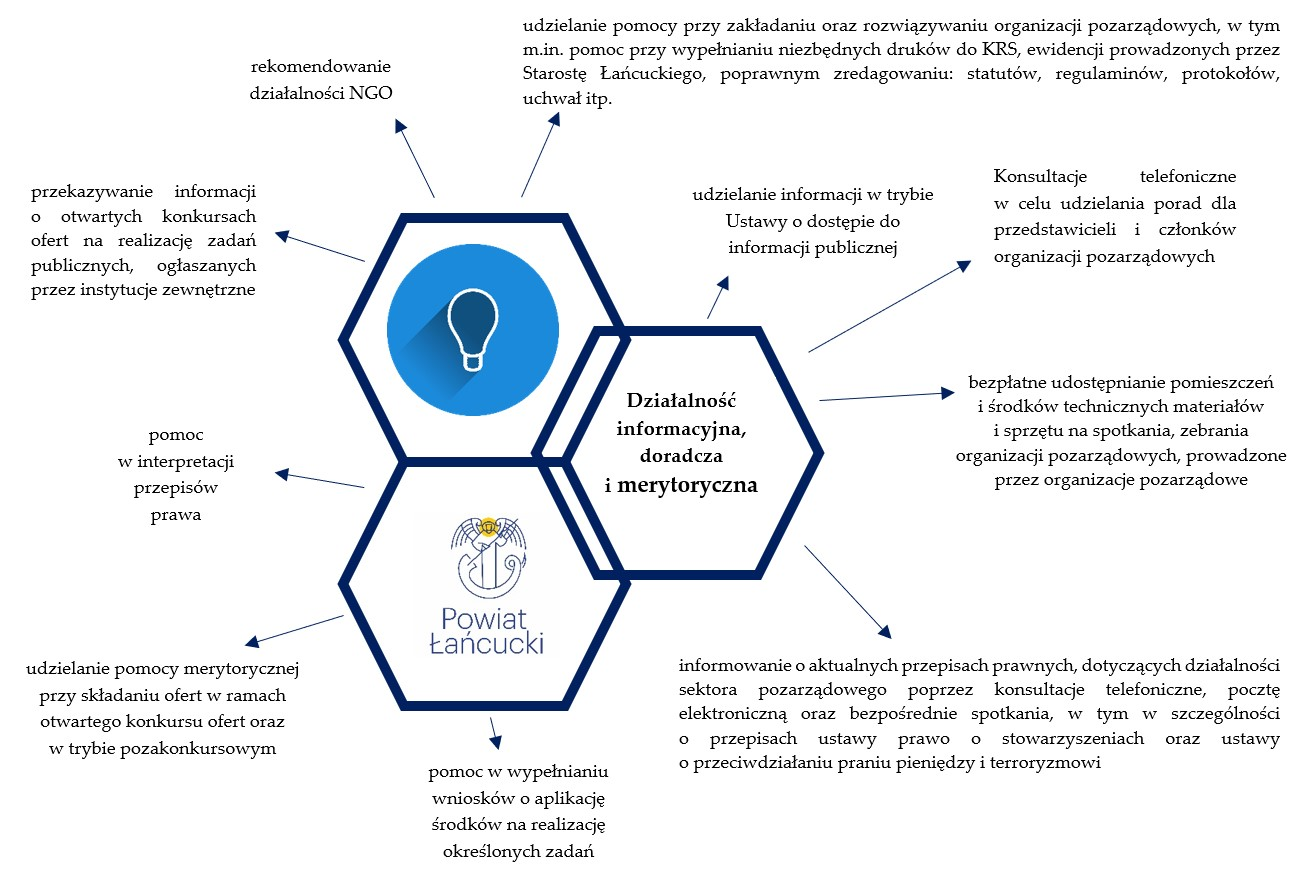 udzielanie pomocy przy zakładaniu oraz rozwiązywaniu organizacji pozarządowych, w tym
m.in. pomoc przy wypełnianiu niezbędnych druków do KRS, ewidencji prowadzonych przez
Starostę Łańcuckiego, poprawnym zredagowaniu: statutów, regulaminów, protokołów,
uchwał itp.
rekomendowanie
działalności NGO
przekazywanie informacji
o otwartych konkursach
ofert na realizację zadań
publicznych, ogłaszanych
przez instytucje zewnętrzne
udzielanie informacji w trybie
Ustawy o dostępie do
informacji publicznej
Konsultacje telefoniczne
w celu udzielania porad dla
przedstawicieli i członków
organizacji pozarządowych
Działalność
informacyjna,
doradcza
i merytoryczna
bezpłatne udostępnianie pomieszczeń
i środków technicznych materiałów
i sprzętu na spotkania, zebrania
organizacji pozarządowych, prowadzone
przez organizacje pozarządowe
pomoc
w interpretacji
przepisów
prawa
Powiat
Łańcucki
udzielanie pomocy merytorycznej
przy składaniu ofert w ramach
otwartego konkursu ofert oraz
w trybie pozakonkursowym
informowanie o aktualnych przepisach prawnych, dotyczących działalności
sektora pozarządowego poprzez konsultacje telefoniczne, pocztę
elektroniczną oraz bezpośrednie spotkania, w tym w szczególności
o przepisach ustawy prawo o stowarzyszeniach oraz ustawy
o przeciwdziałaniu praniu pieniędzy i terroryzmowi
pomoc w wypełnianiu
wniosków o aplikację
środków na realizację
określonych zadań